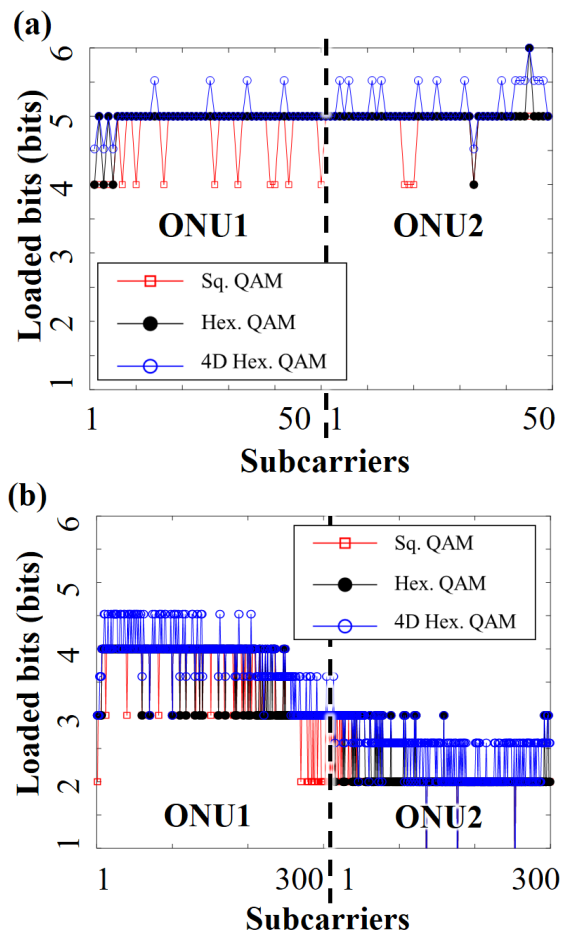 (a)
Loaded bits (bits)
6
5
4
3
2
1
ONU1 ONU2
Sq. QAM
Hex. QAM
4D Hex. QAM
1 50 1 50
Subcarriers
(b)
Loaded bits (bits)
6
5
4
3
2
1
Sq. QAM
Hex. QAM
4D Hex. QAM
ONU1 ONU2
1 300 1 300
Subcarriers